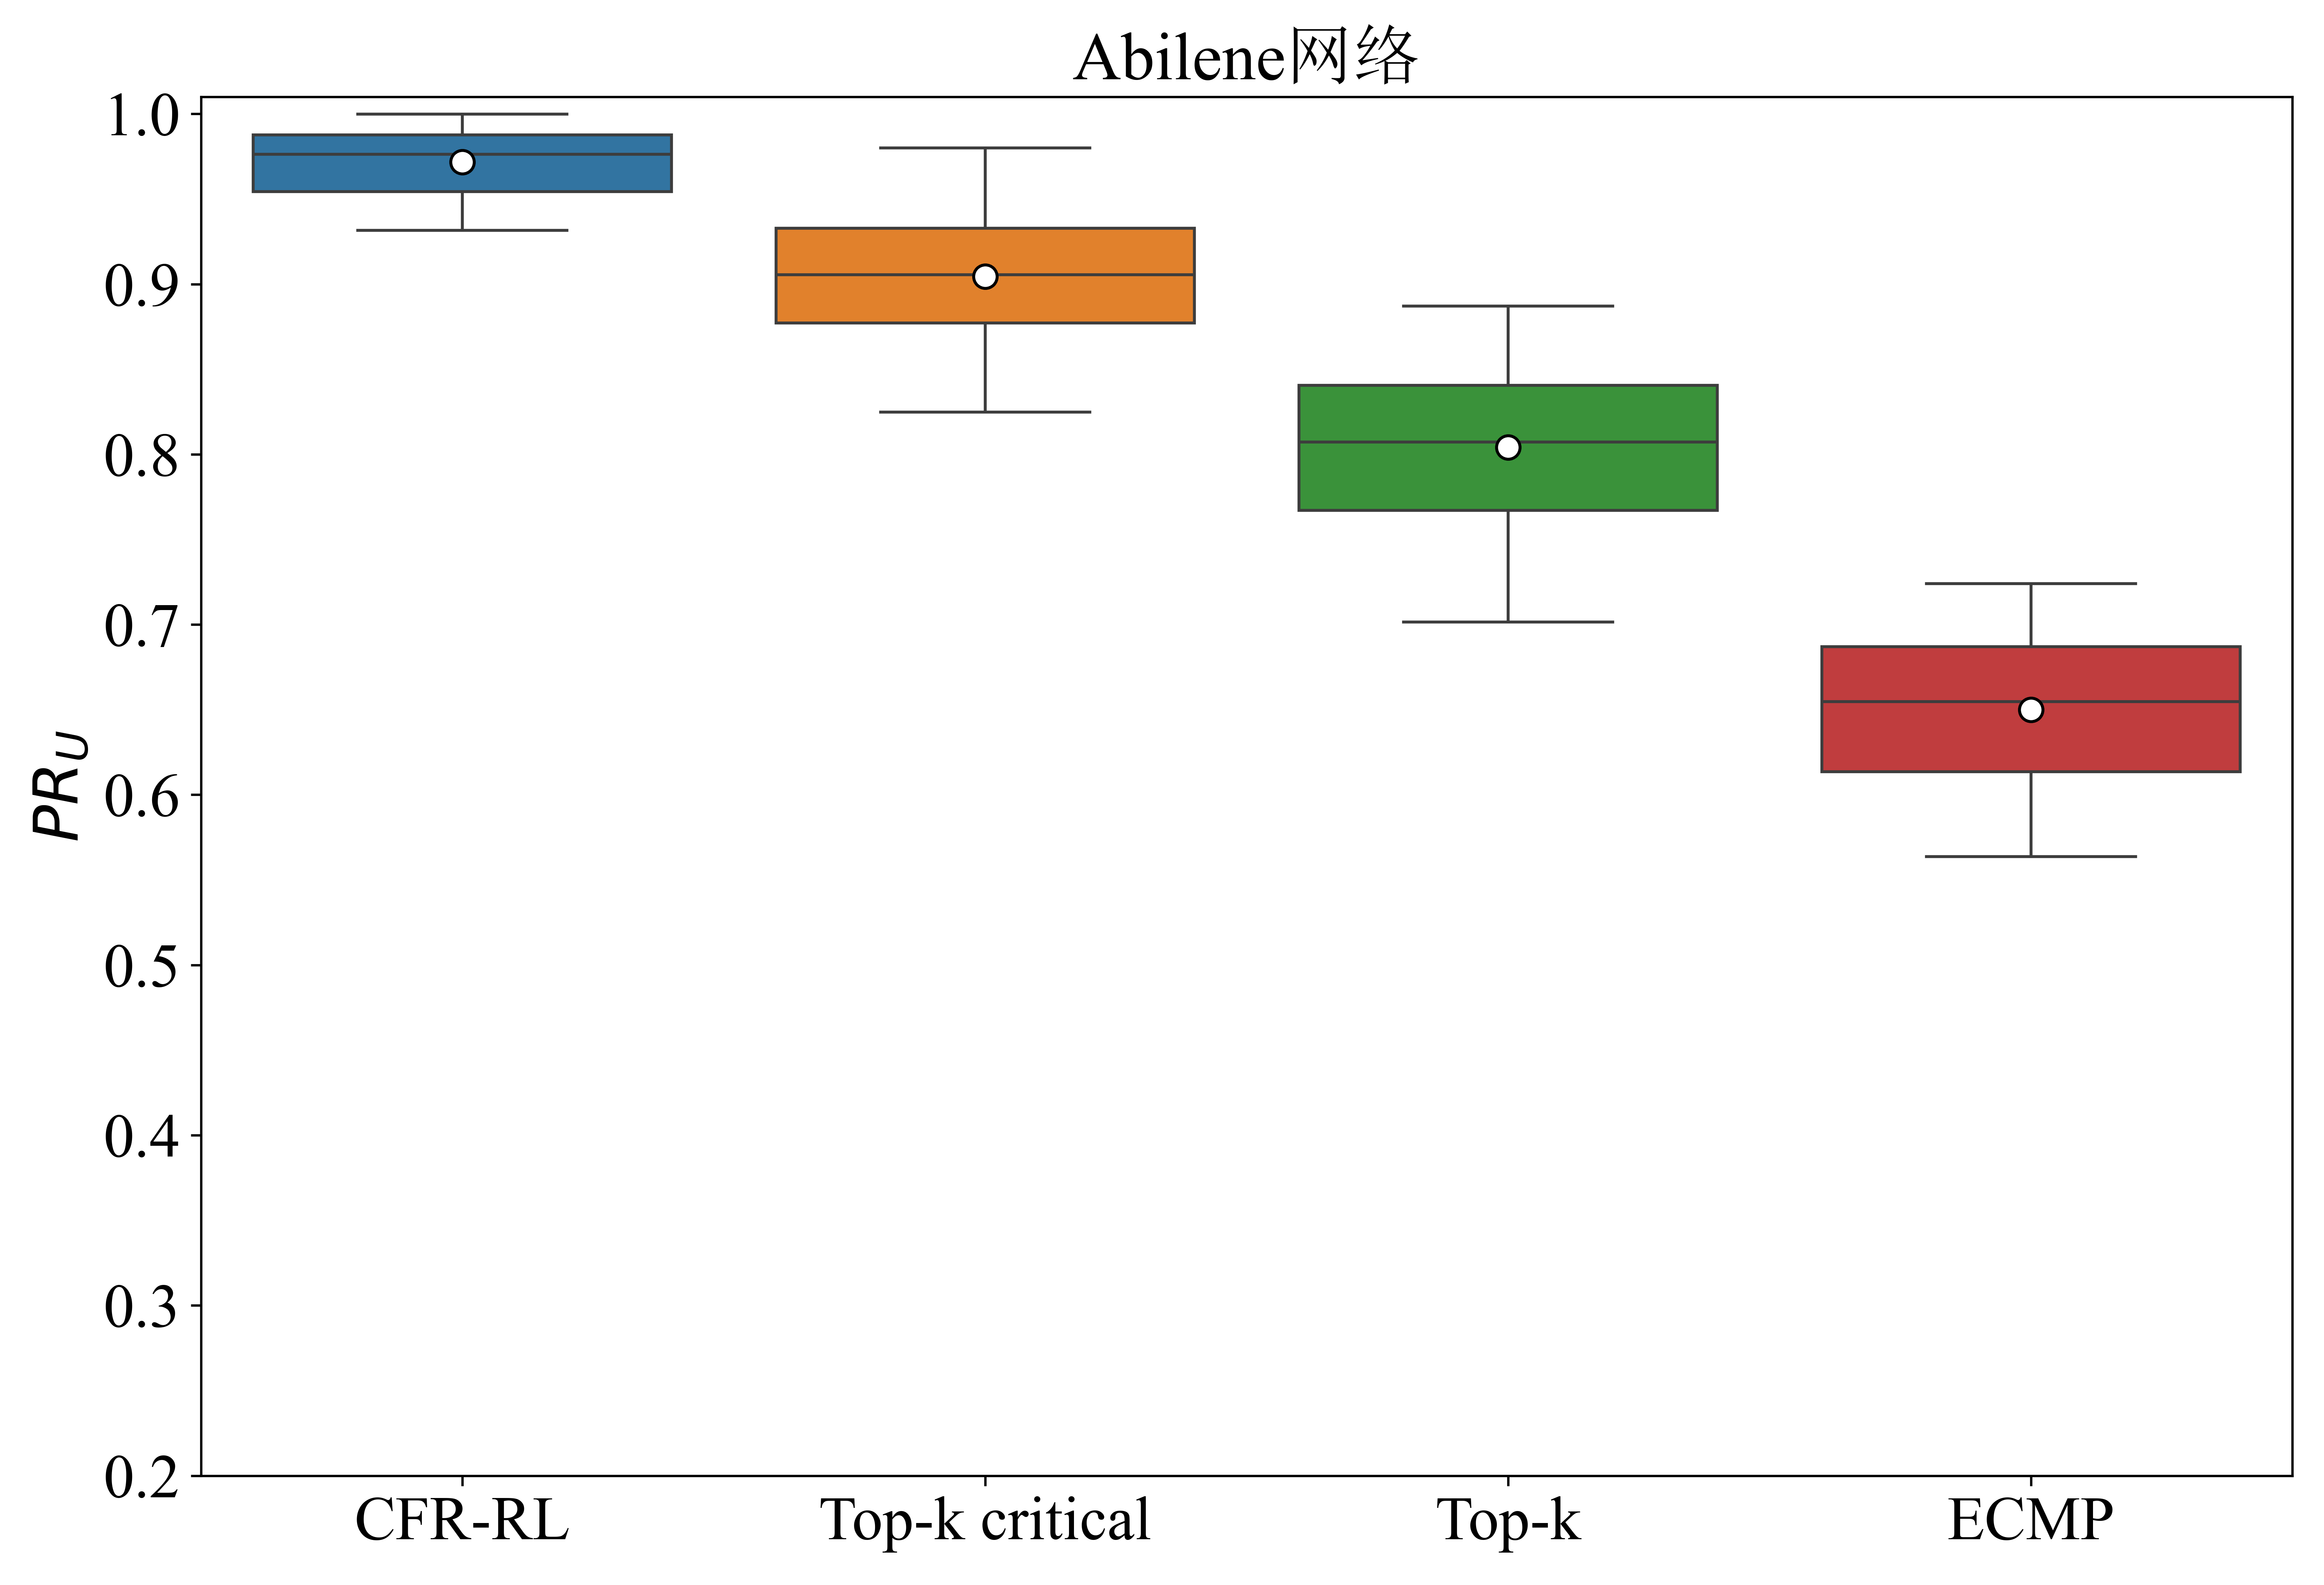 Abilene网络
PR_U
1.0
0.9
0.8
0.7
0.6
0.5
0.4
0.3
0.2
CFR-RL
Top-k critical
Top-k
ECMP